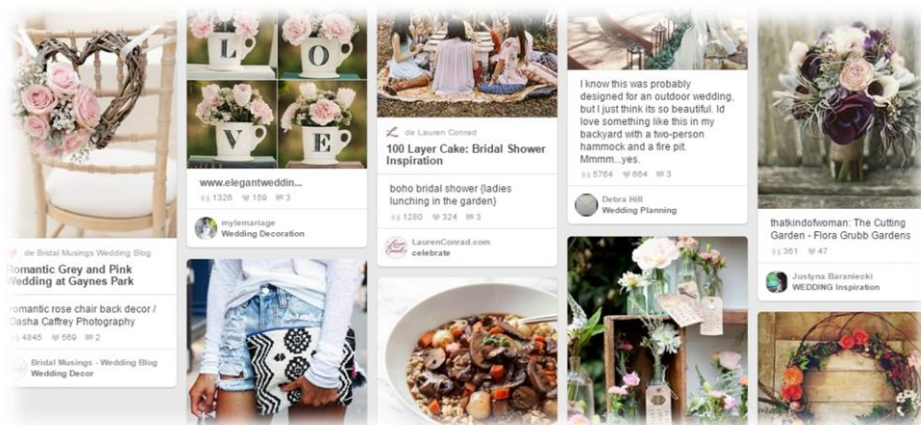 de Bridal Musings Wedding Blog
Romantic Grey and Pink
Wedding at Gaynes Park
romantic rose chair back decor /
Dasha Caffrey Photography
4845 569 2
Bridal Musings - Wedding Blog
Wedding Decor
L O
V E
www.elegantweddin...
1326 159 3
mylemariage
Wedding Decoration
de Lauren Conrad
100 Layer Cake: Bridal Shower
Inspiration
boho bridal shower {ladies
lunching in the garden}
1280 324 3
LaurenConrad.com
celebrate
I know this was probably
designed for an outdoor wedding,
but I just think its so beautiful. Id
love something like this in my
backyard with a two-person
hammock and a fire pit.
Mmmm...yes.
5764 664 3
Debra Hill
Wedding Planning
thatkindofwoman: The Cutting
Garden - Flora Grubb Gardens
361 47
Justyna Baraniecki
WEDDING Inspiration